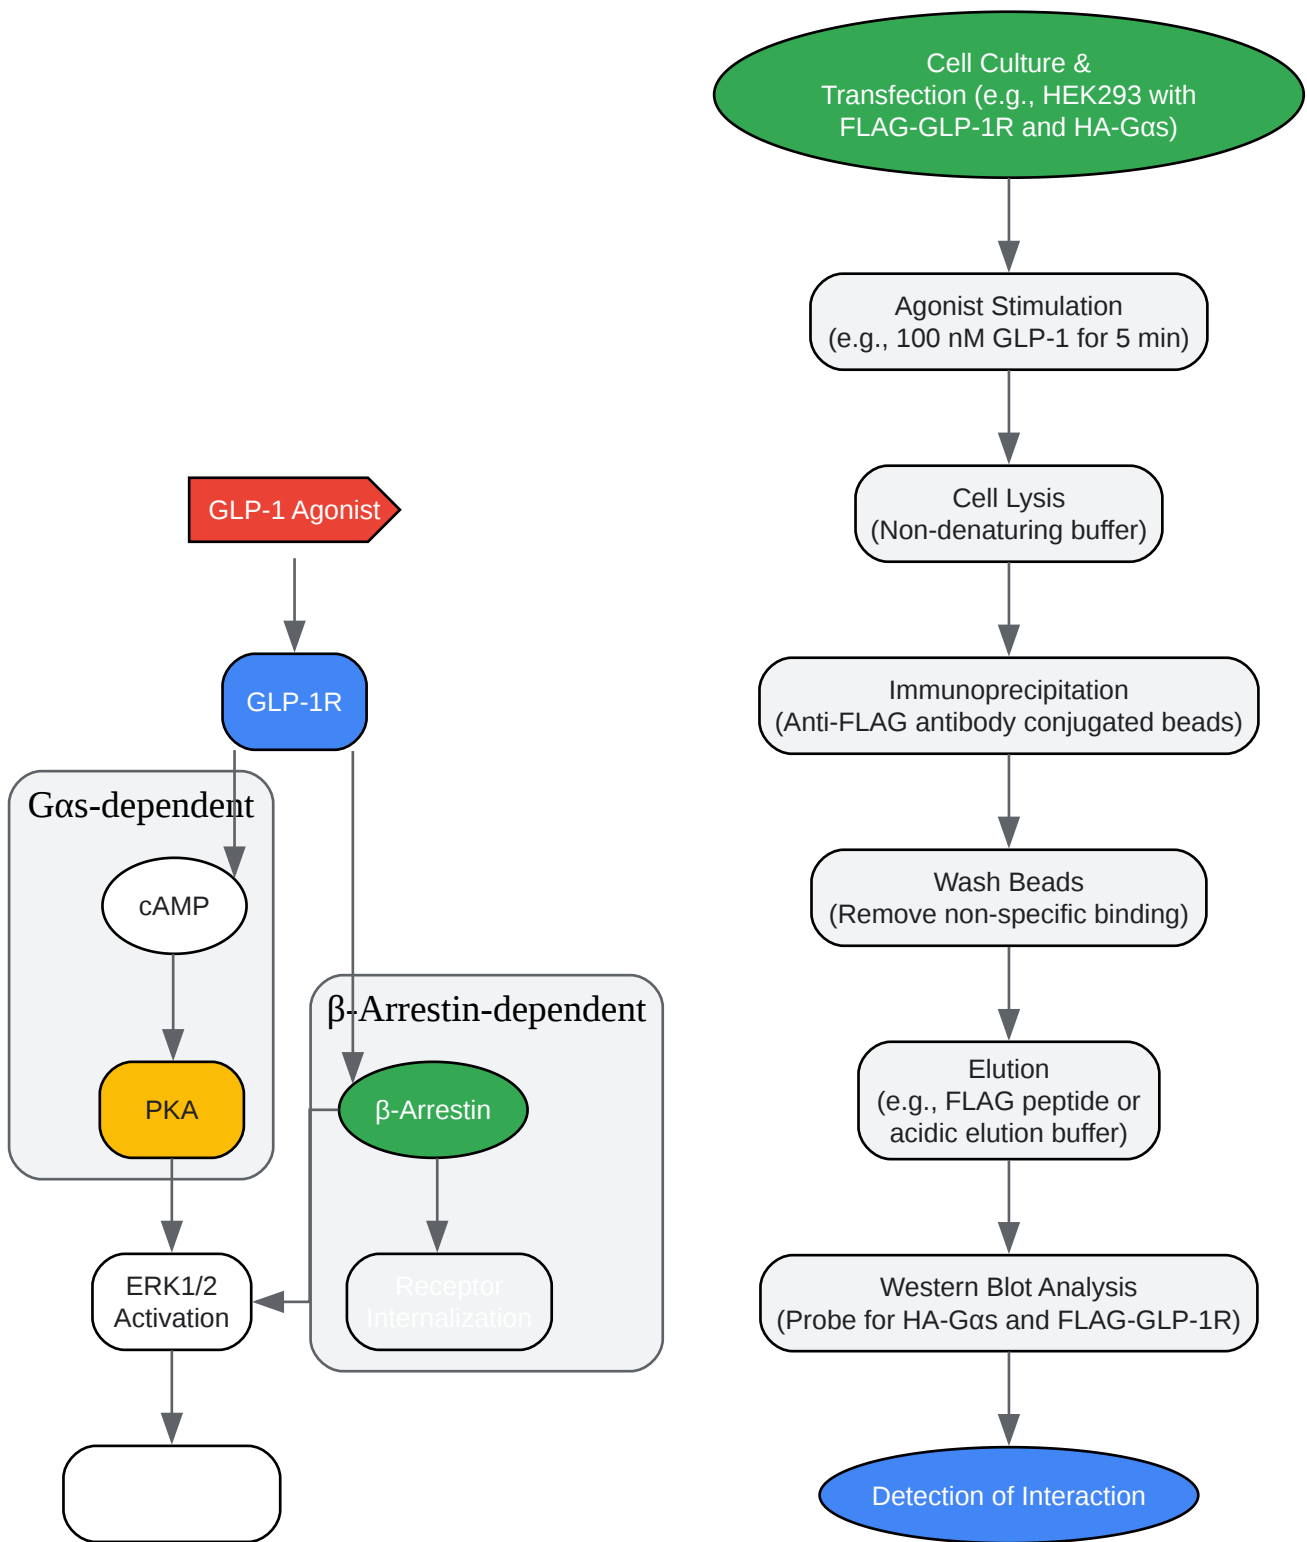 GLP-1 Agonist
GLP-1R
Gαs-dependent
cAMP
PKA
β-Arrestin-dependent
β-Arrestin
Receptor
Internalization
ERK1/2
Activation
Cell Culture &
Transfection (e.g., HEK293 with
FLAG-GLP-1R and HA-Gαs)
Agonist Stimulation
(e.g., 100 nM GLP-1 for 5 min)
Cell Lysis
(Non-denaturing buffer)
Immunoprecipitation
(Anti-FLAG antibody conjugated beads)
Wash Beads
(Remove non-specific binding)
Elution
(e.g., FLAG peptide or
acidic elution buffer)
Western Blot Analysis
(Probe for HA-Gαs and FLAG-GLP-1R)
Detection of Interaction